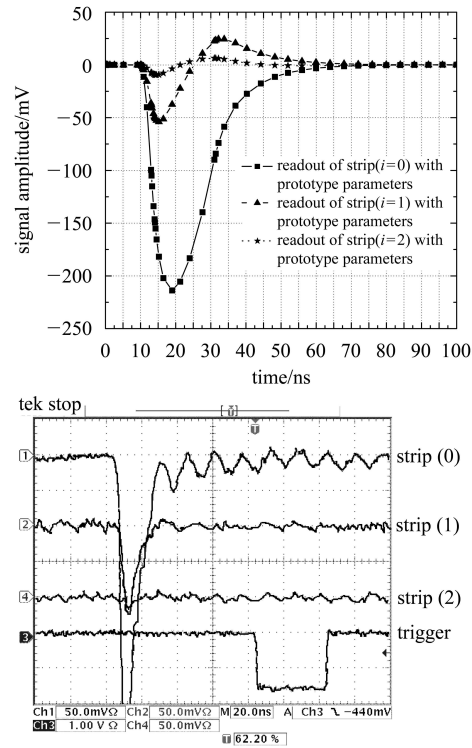 50
0
−50
−100
−150
−200
−250
signal amplitude/mV
readout of strip(i=0) with
prototype parameters
readout of strip(i=1) with
prototype parameters
readout of strip(i=2) with
prototype parameters
0 10 20 30 40 50 60 70 80 90 100
time/ns
tek stop
1
strip (0)
2
strip (1)
4
strip (2)
3
trigger
Ch1 50.0mVΩ Ch2 50.0mVΩ M 20.0ns A Ch3 −440mV
Ch3 1.00 V Ω Ch4 50.0mVΩ
T 62.20 %